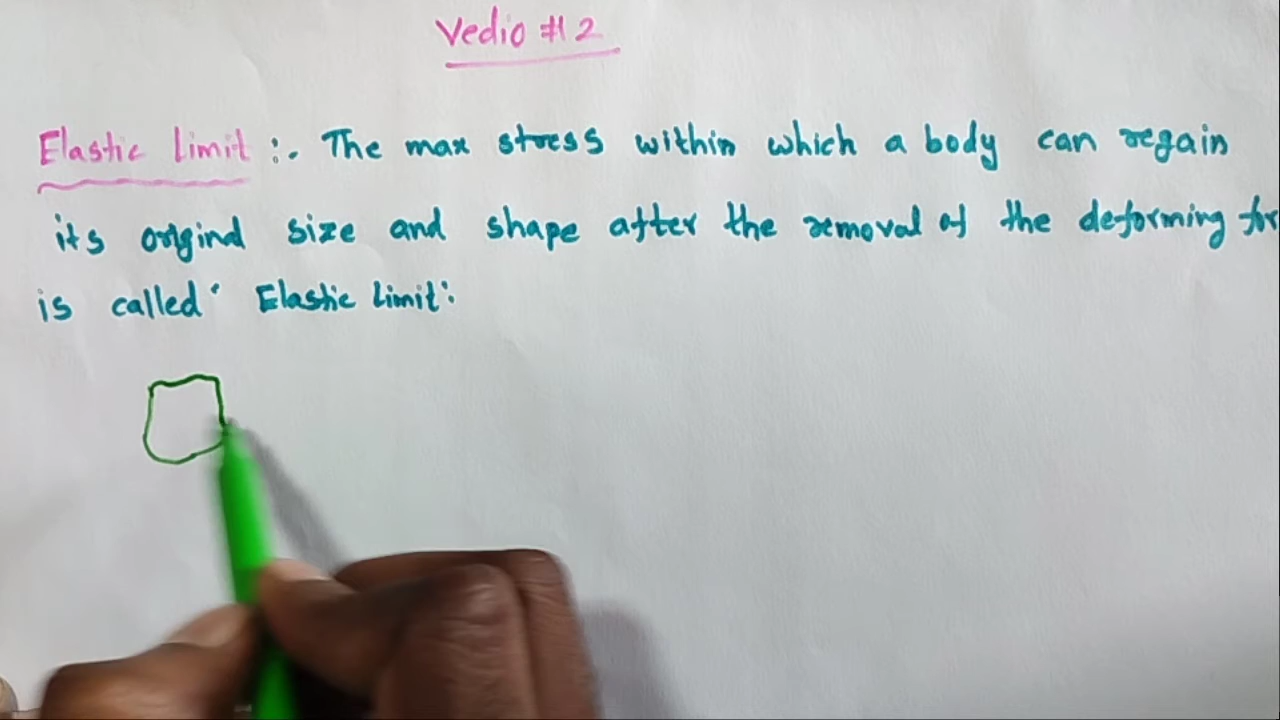 Vedio #12
Elastic Limit :. The max stress within which a body can regain
its original size and shape after the removal of the deforming for
is called ' Elastic Limit: